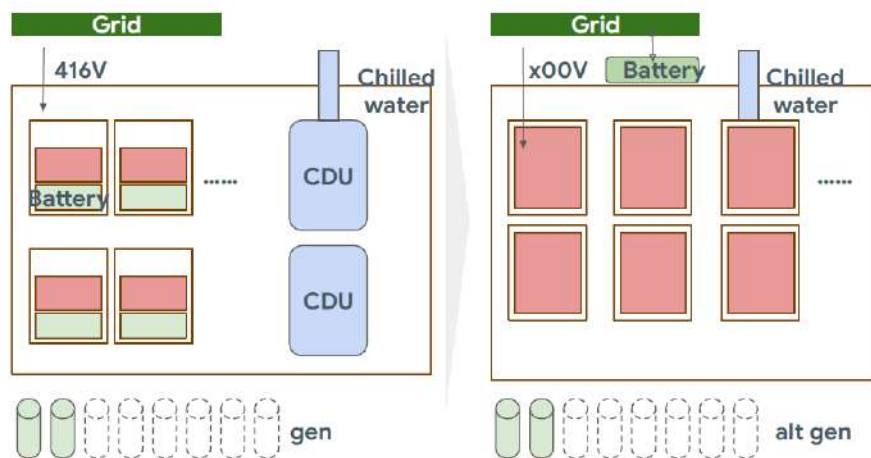 Grid
416V
Chilled
water
Battery
......
CDU
CDU
gen
Grid
x00V
Battery
Chilled
water
......
alt gen